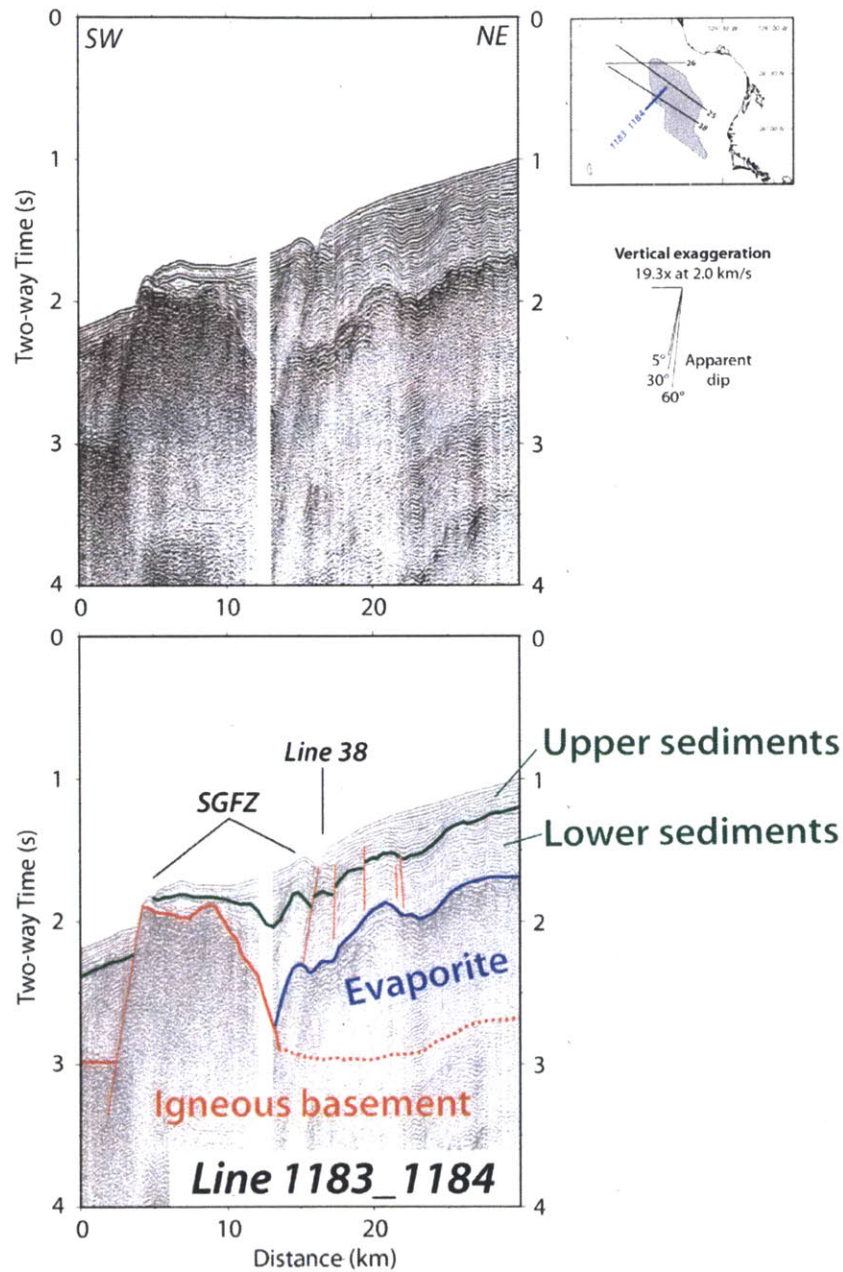 0
0
SW
NE
1
1
Two-way Time (s)
2
2
3
3
4
4
0
10
20
26
25
38
1183 1184
Vertical exaggeration
19.3x at 2.0 km/s
5°
30°
60°
Apparent
dip
0
0
Line 38
Upper sediments
1
1
SGFZ
Lower sediments
Two-way Time (s)
2
2
Evaporite
3
3
Igneous basement
Line 1183_1184
4
4
0
10
20
Distance (km)